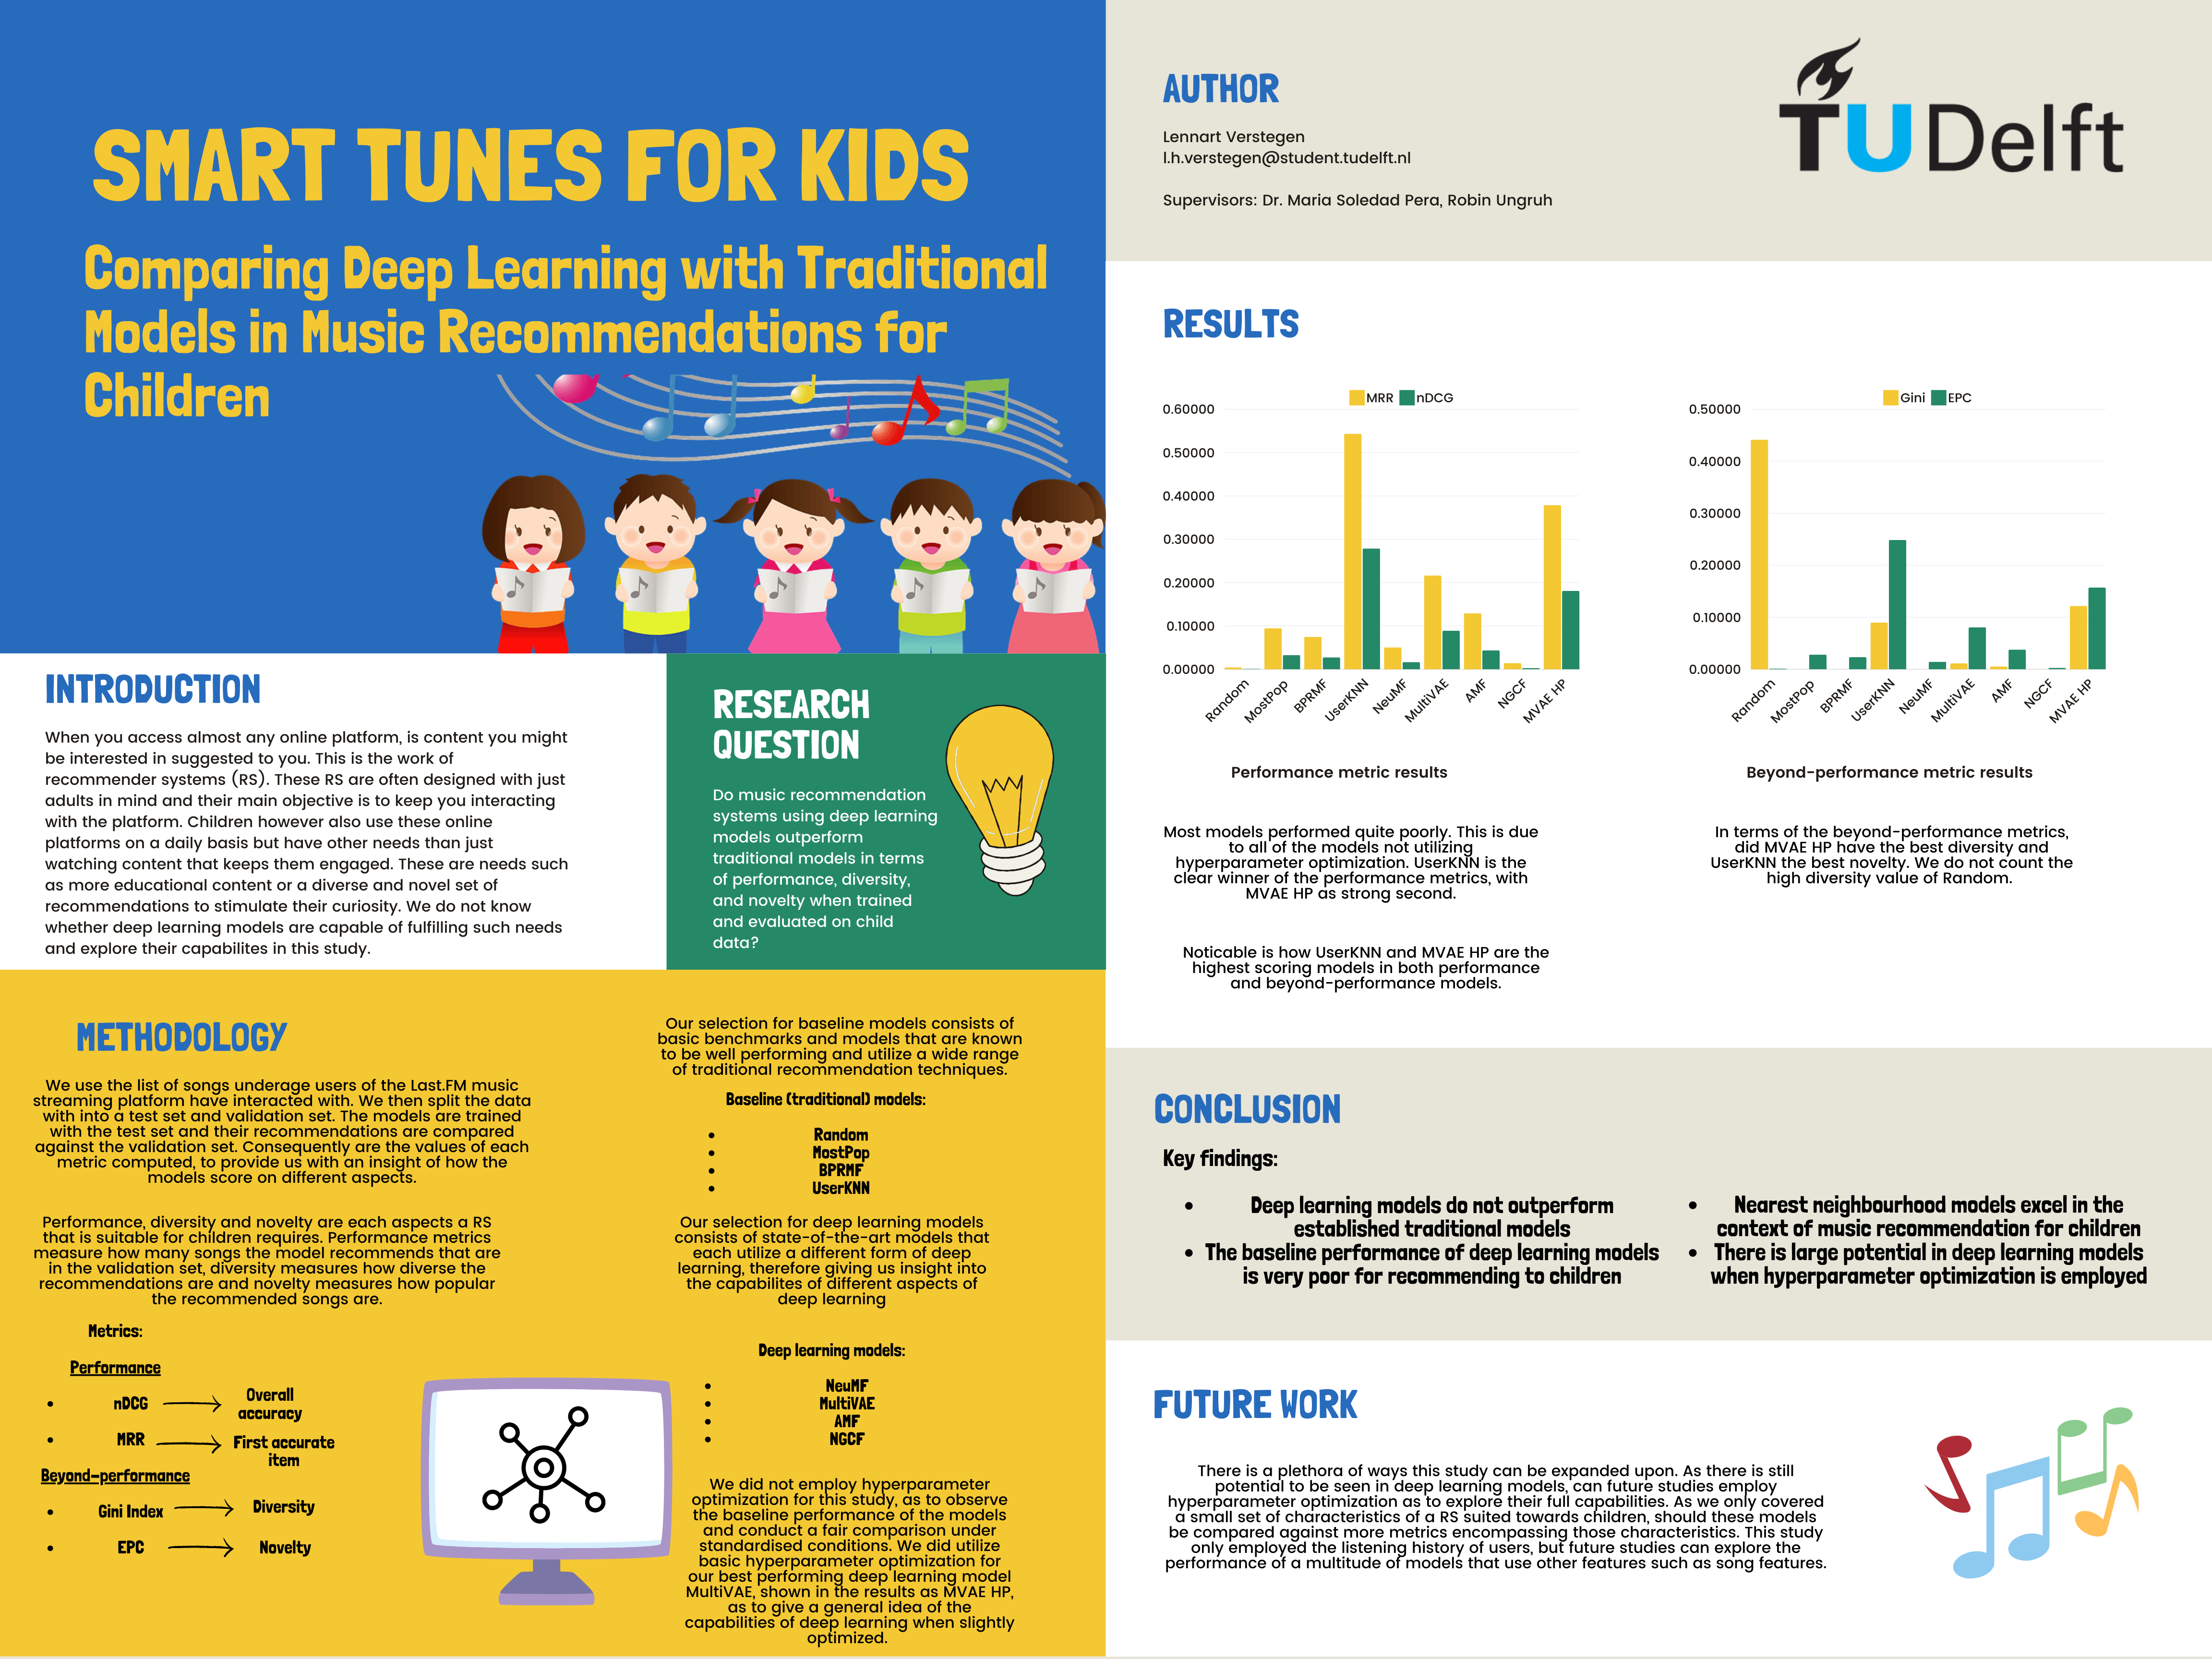 SMART TUNES FOR KIDS
Comparing Deep Learning with Traditional
Models in Music Recommendations for
Children
AUTHOR
Lennart Verstegen
l.h.verstegen@student.tudelft.nl
Supervisors: Dr. Maria Soledad Pera, Robin Ungruh
TU Delft
INTRODUCTION
When you access almost any online platform, is content you might
be interested in suggested to you. This is the work of
recommender systems (RS). These RS are often designed with just
adults in mind and their main objective is to keep you interacting
with the platform. Children however also use these online
platforms on a daily basis but have other needs than just
watching content that keeps them engaged. These are needs such
as more educational content or a diverse and novel set of
recommendations to stimulate their curiosity. We do not know
whether deep learning models are capable of fulfilling such needs
and explore their capabilites in this study.
RESEARCH
QUESTION
Do music recommendation
systems using deep learning
models outperform
traditional models in terms
of performance, diversity,
and novelty when trained
and evaluated on child
data?
METHODOLOGY
We use the list of songs underage users of the Last.FM music
streaming platform have interacted with. We then split the data
with into a test set and validation set. The models are trained
with the test set and their recommendations are compared
against the validation set. Consequently are the values of each
metric computed, to provide us with an insight of how the
models score on different aspects.
Performance, diversity and novelty are each aspects a RS
that is suitable for children requires. Performance metrics
measure how many songs the model recommends that are
in the validation set, diversity measures how diverse the
recommendations are and novelty measures how popular
the recommended songs are.
Metrics:
Performance
• nDCG → Overall
accuracy
• MRR → First accurate
item
Beyond-performance
• Gini Index → Diversity
• EPC → Novelty
Our selection for baseline models consists of
basic benchmarks and models that are known
to be well performing and utilize a wide range
of traditional recommendation techniques.
Baseline (traditional) models:
• Random
• MostPop
• BPRMF
• UserKNN
Our selection for deep learning models
consists of state-of-the-art models that
each utilize a different form of deep
learning, therefore giving us insight into
the capabilites of different aspects of
deep learning
Deep learning models:
• NeuMF
• MultiVAE
• AMF
• NGCF
We did not employ hyperparameter
optimization for this study, as to observe
the baseline performance of the models
and conduct a fair comparison under
standardised conditions. We did utilize
basic hyperparameter optimization for
our best performing deep learning model
MultiVAE, shown in the results as MVAE HP,
as to give a general idea of the
capabilities of deep learning when slightly
optimized.
RESULTS
MRR nDCG
0.60000
0.50000
0.40000
0.30000
0.20000
0.10000
0.00000
Random MostPop BPRMF UserKNN NeuMF MultiVAE AMF NGCF MVAE HP
Performance metric results
Most models performed quite poorly. This is due
to all of the models not utilizing
hyperparameter optimization. UserKNN is the
clear winner of the performance metrics, with
MVAE HP as strong second.
Noticable is how UserKNN and MVAE HP are the
highest scoring models in both performance
and beyond-performance models.
Gini EPC
0.50000
0.40000
0.30000
0.20000
0.10000
0.00000
Random MostPop BPRMF UserKNN NeuMF MultiVAE AMF NGCF MVAE HP
Beyond-performance metric results
In terms of the beyond-performance metrics,
did MVAE HP have the best diversity and
UserKNN the best novelty. We do not count the
high diversity value of Random.
CONCLUSION
Key findings:
• Deep learning models do not outperform
established traditional models
• The baseline performance of deep learning models
is very poor for recommending to children
• Nearest neighbourhood models excel in the
context of music recommendation for children
• There is large potential in deep learning models
when hyperparameter optimization is employed
FUTURE WORK
There is a plethora of ways this study can be expanded upon. As there is still
potential to be seen in deep learning models, can future studies employ
hyperparameter optimization as to explore their full capabilities. As we only covered
a small set of characteristics of a RS suited towards children, should these models
be compared against more metrics encompassing those characteristics. This study
only employed the listening history of users, but future studies can explore the
performance of a multitude of models that use other features such as song features.